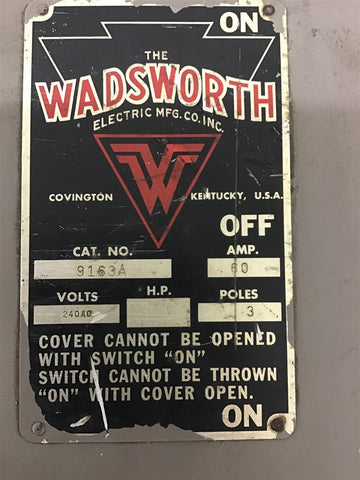 ON
THE
WADSWORTH
ELECTRIC MFG. CO. INC.
W
COVINGTON KENTUCKY, U.S.A.
OFF
CAT. NO. AMP.
9163A 60
VOLTS H.P. POLES
240AC 3
COVER CANNOT BE OPENED
WITH SWITCH "ON"
SWITCH CANNOT BE THROWN
"ON" WITH COVER OPEN.
ON